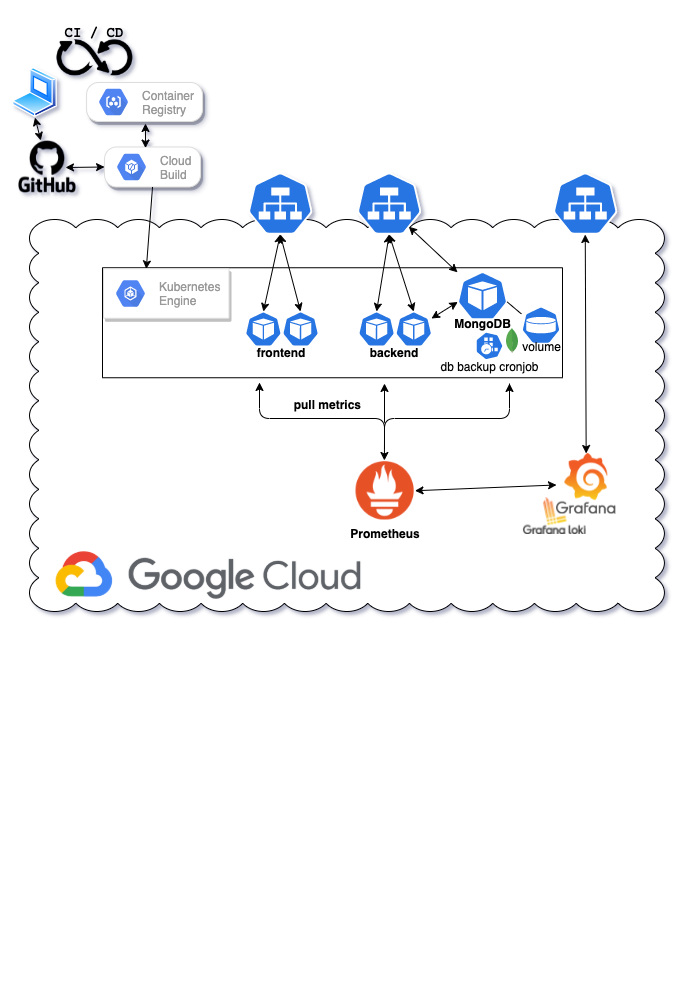 CI / CD
Container
Registry
GitHub
Cloud
Build
Kubernetes
Engine
MongoDB
frontend
backend
volume
db backup cronjob
pull metrics
Grafana
Grafana loki
Prometheus
Google Cloud